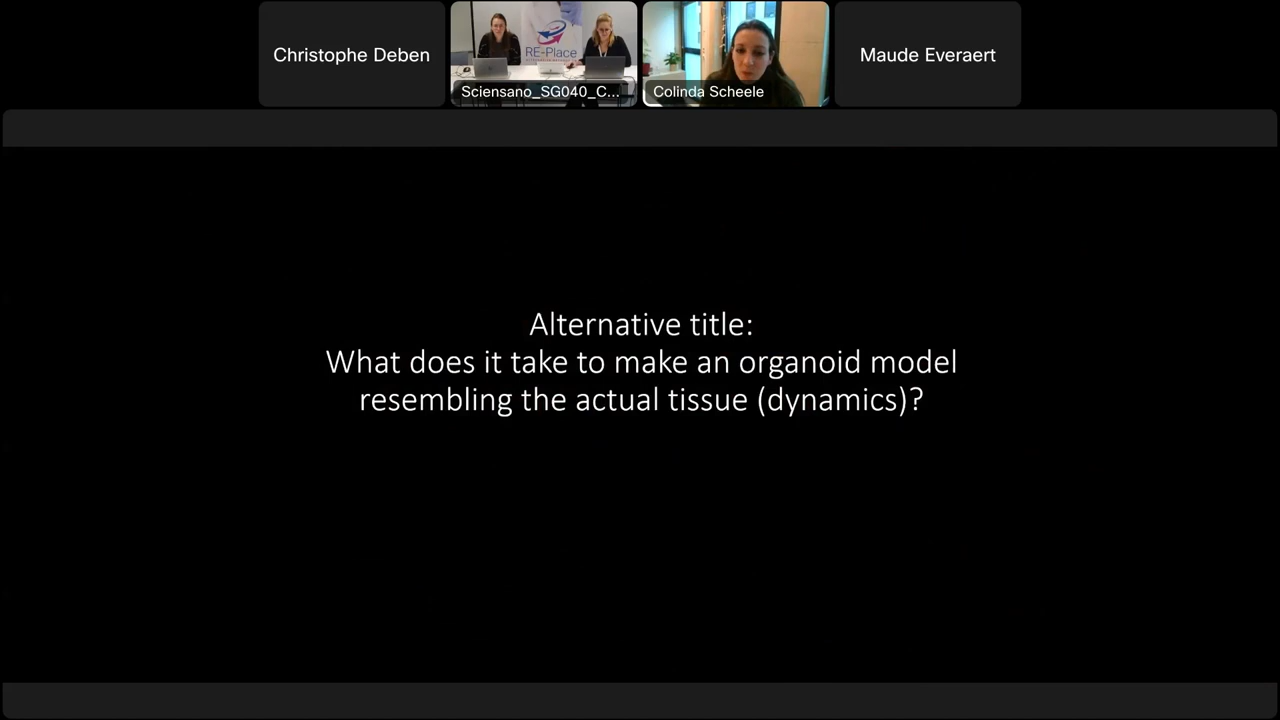 Christophe Deben
RE-Place
Sciensano_SG040_C...
Colinda Scheele
Maude Everaert
Alternative title:
What does it take to make an organoid model
resembling the actual tissue (dynamics)?